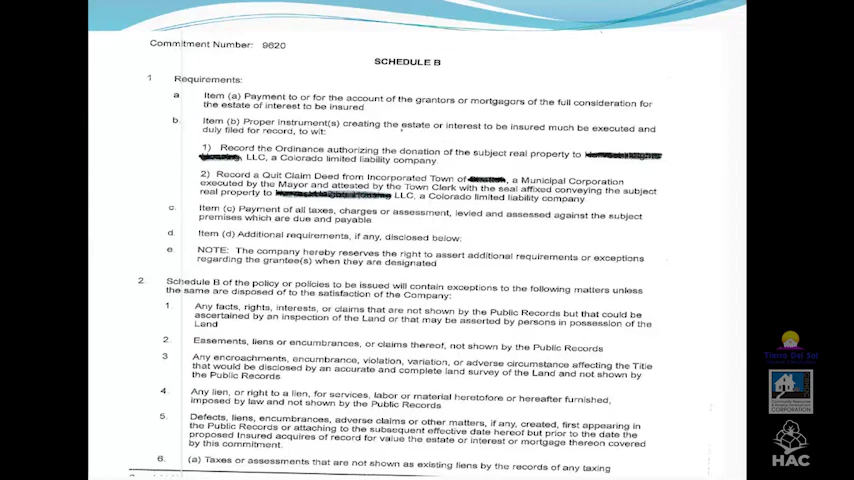 Commitment Number: 9620
SCHEDULE B
1 Requirements:
a Item (a) Payment to or for the account of the grantors or mortgagors of the full consideration for
the estate of interest to be insured
b. Item (b) Proper Instrument(s) creating the estate or interest to be insured much be executed and
duly filed for record, to wit:
1) Record the Ordinance authorizing the donation of the subject real property to
LLC, a Colorado limited liability company
2) Record a Quit Claim Deed from Incorporated Town of , a Municipal Corporation
executed by the Mayor and attested by the Town Clerk with the seal affixed conveying the subject
real property to LLC, a Colorado limited liability company
c. Item (c) Payment of all taxes, charges or assessment, levied and assessed against the subject
premises which are due and payable
d. Item (d) Additional requirements, if any, disclosed below:
e. NOTE: The company hereby reserves the right to assert additional requirements or exceptions
regarding the grantee(s) when they are designated
2. Schedule B of the policy or policies to be issued will contain exceptions to the following matters unless
the same are disposed of to the satisfaction of the Company:
1. Any facts, rights, interests, or claims that are not shown by the Public Records but that could be
ascertained by an inspection of the Land or that may be asserted by persons in possession of the
Land
2. Easements, liens or encumbrances, or claims thereof, not shown by the Public Records
3 Any encroachments, encumbrance, violation, variation, or adverse circumstance affecting the Title
that would be disclosed by an accurate and complete land survey of the Land and not shown by
the Public Records
4. Any lien, or right to a lien, for services, labor or material heretofore or hereafter furnished,
imposed by law and not shown by the Public Records
5. Defects, liens, encumbrances, adverse claims or other matters, if any, created, first appearing in
the Public Records or attaching to the subsequent effective date hereof but prior to the date the
proposed Insured acquires of record for value the estate or interest or mortgage thereon covered
by this commitment.
6. (a) Taxes or assessments that are not shown as existing liens by the records of any taxing
Tierra Del Sol
CORPORATION
HAC